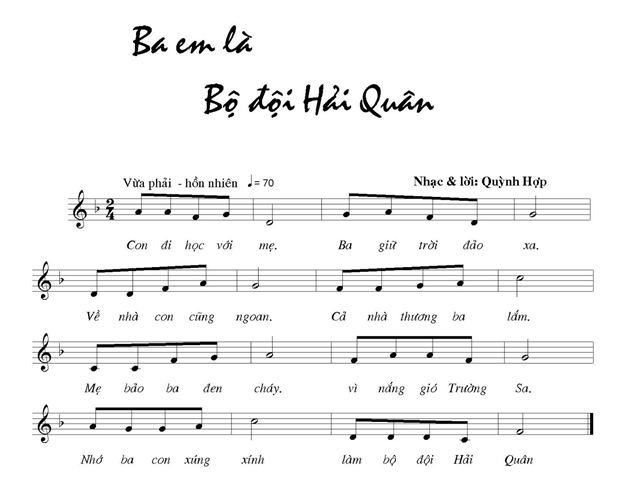 Ba em là
Bộ đội Hải Quân
Vừa phải - hồn nhiên ♩= 70
Nhạc & lời: Quỳnh Hợp
2
4
Con đi học với mẹ. Ba giữ trời đảo xa.
Về nhà con cũng ngoan. Cả nhà thương ba lắm.
Mẹ bảo ba đen cháy. vì nắng gió Trường Sa.
Nhớ ba con xúng xính làm bộ đội Hải Quân